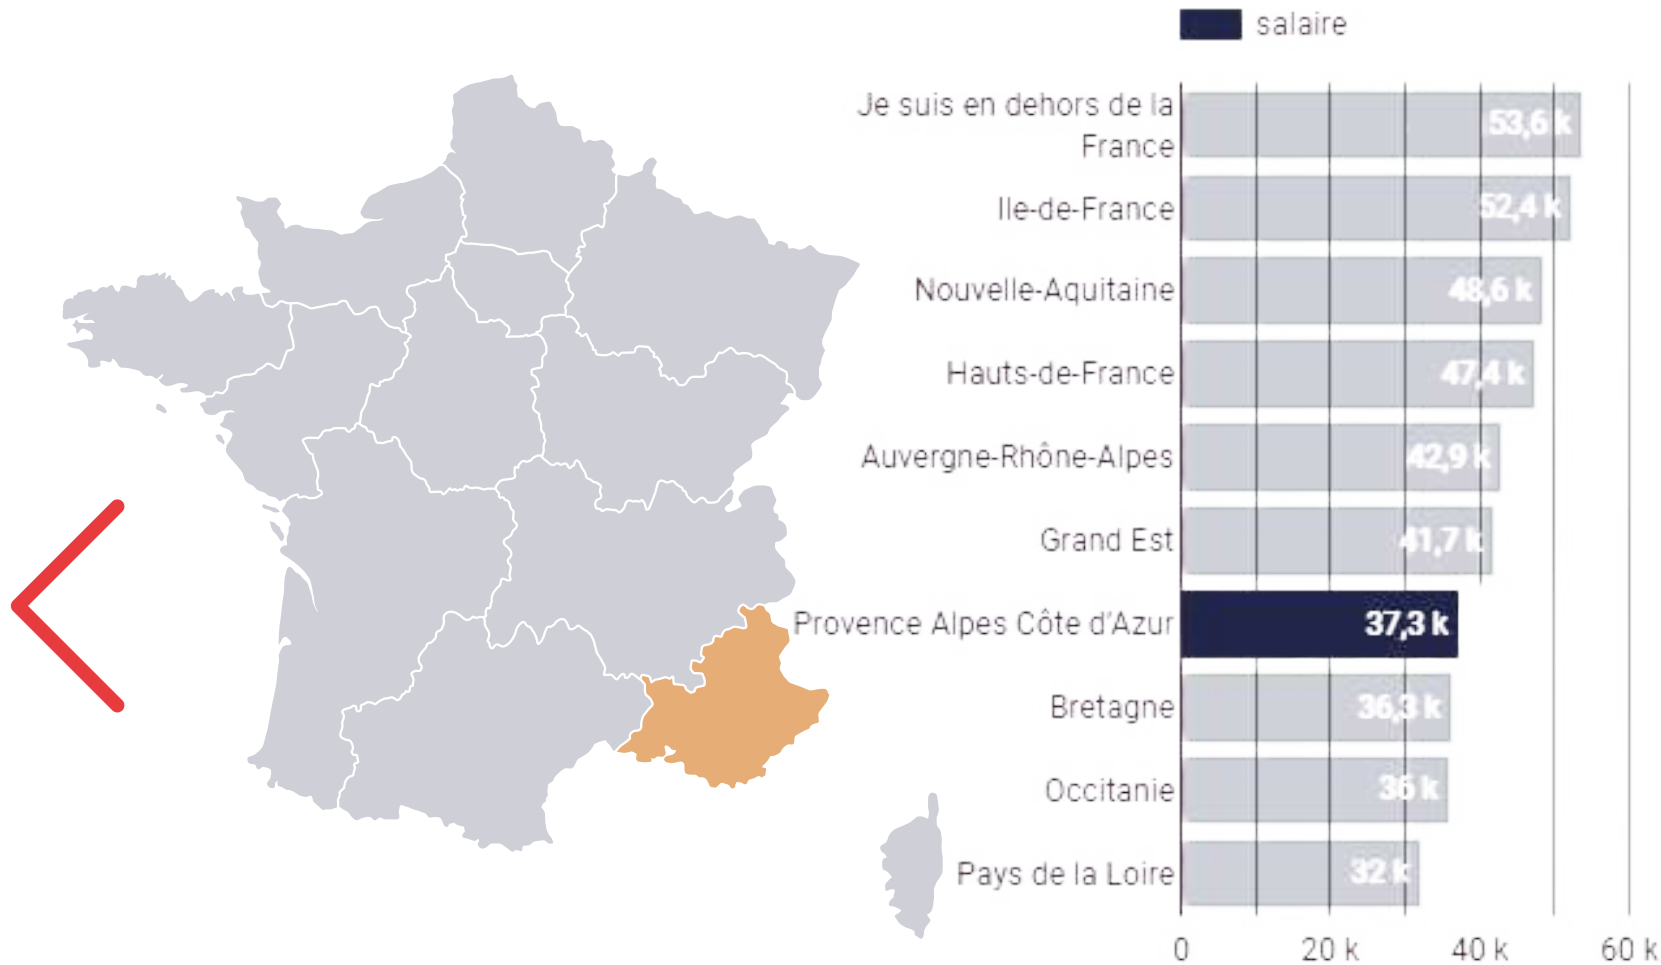 salaire
Je suis en dehors de la
France
53,6 k
Ile-de-France
52,4 k
Nouvelle-Aquitaine
48,6 k
Hauts-de-France
47,4 k
Auvergne-Rhône-Alpes
42,9 k
Grand Est
41,7 k
Provence Alpes Côte d'Azur
37,3 k
Bretagne
36,3 k
Occitanie
36 k
Pays de la Loire
32 k
0 20 k 40 k 60 k